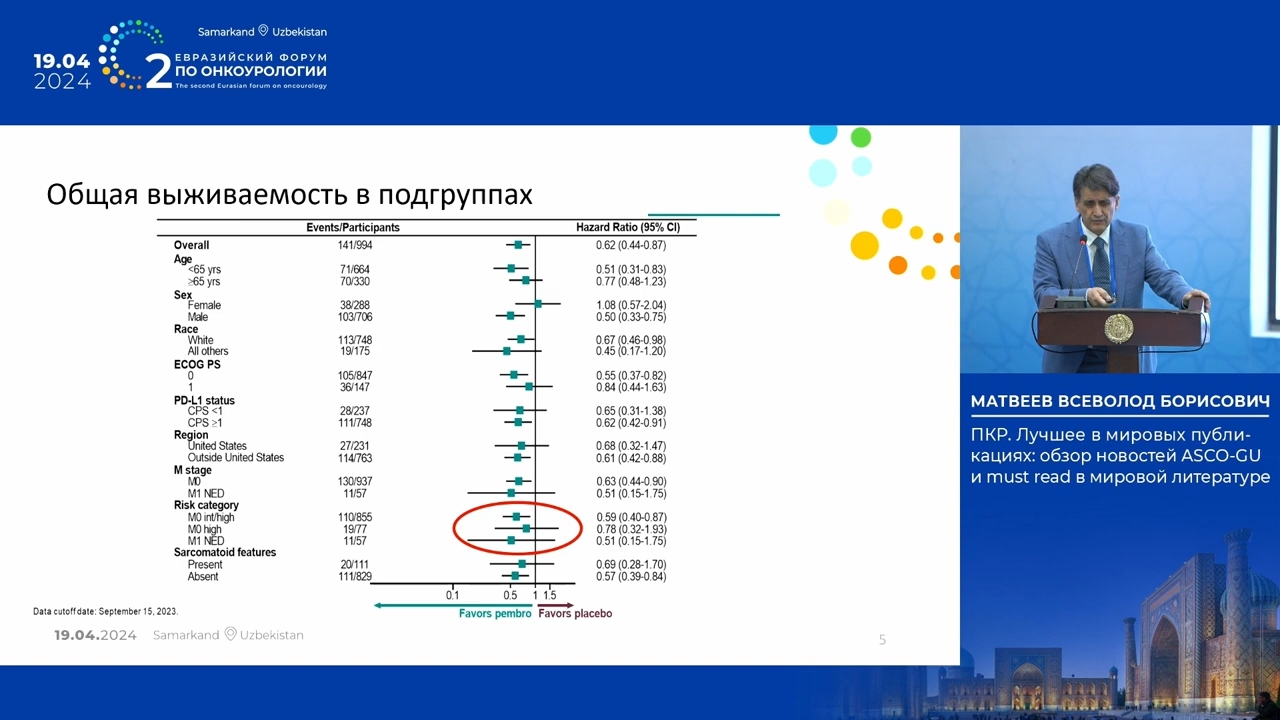 Samarkand Uzbekistan
19.04
2024
2
ЕВРАЗИЙСКИЙ ФОРУМ
ПО ОНКОУРОЛОГИИ
The second Eurasian forum on oncourology
Общая выживаемость в подгруппах
Events/Participants Hazard Ratio (95% CI)
Overall 141/994 0.62 (0.44-0.87)
Age
<65 yrs 71/664 0.51 (0.31-0.83)
≥65 yrs 70/330 0.77 (0.48-1.23)
Sex
Female 38/288 1.08 (0.57-2.04)
Male 103/706 0.50 (0.33-0.75)
Race
White 113/748 0.67 (0.46-0.98)
All others 19/175 0.45 (0.17-1.20)
ECOG PS
0 105/847 0.55 (0.37-0.82)
1 36/147 0.84 (0.44-1.63)
PD-L1 status
CPS <1 28/237 0.65 (0.31-1.38)
CPS ≥1 111/748 0.62 (0.42-0.91)
Region
United States 27/231 0.68 (0.32-1.47)
Outside United States 114/763 0.61 (0.42-0.88)
M stage
M0 130/937 0.63 (0.44-0.90)
M1 NED 11/57 0.51 (0.15-1.75)
Risk category
M0 int/high 110/855 0.59 (0.40-0.87)
M0 high 19/77 0.78 (0.32-1.93)
M1 NED 11/57 0.51 (0.15-1.75)
Sarcomatoid features
Present 20/111 0.69 (0.28-1.70)
Absent 111/829 0.57 (0.39-0.84)
0.1 0.5 1 1.5
Favors pembro Favors placebo
Data cutoff date: September 15, 2023.
19.04.2024 Samarkand Uzbekistan
5
МАТВЕЕВ ВСЕВОЛОД БОРИСОВИЧ
ПКР. Лучшее в мировых публи-
кациях: обзор новостей ASCO-GU
и must read в мировой литературе